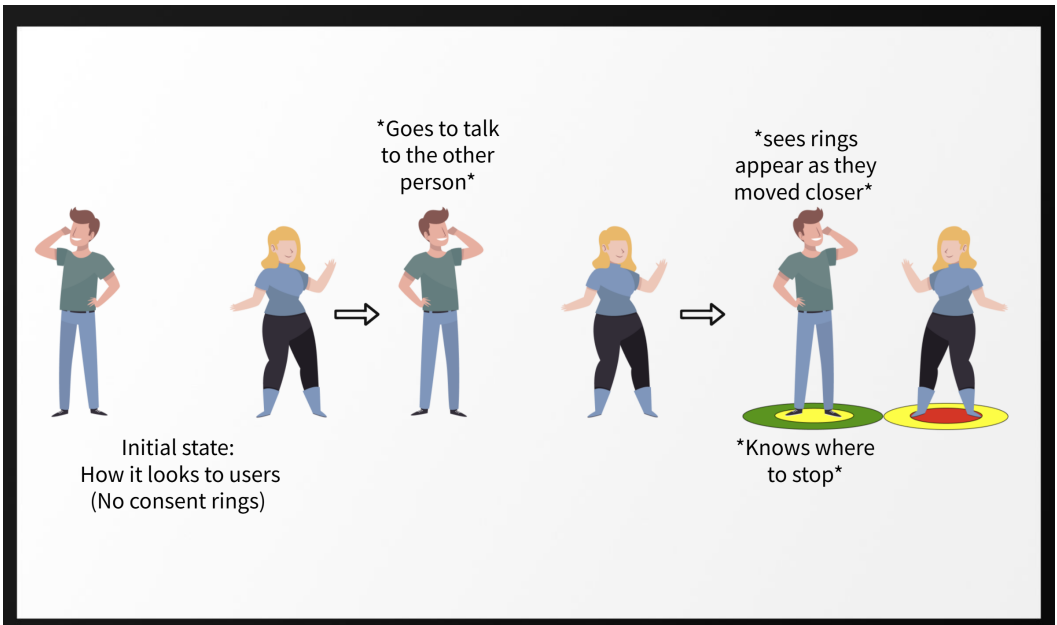 Initial state:
How it looks to users
(No consent rings)
*Goes to talk
to the other
person*
*sees rings
appear as they
moved closer*
*Knows where
to stop*